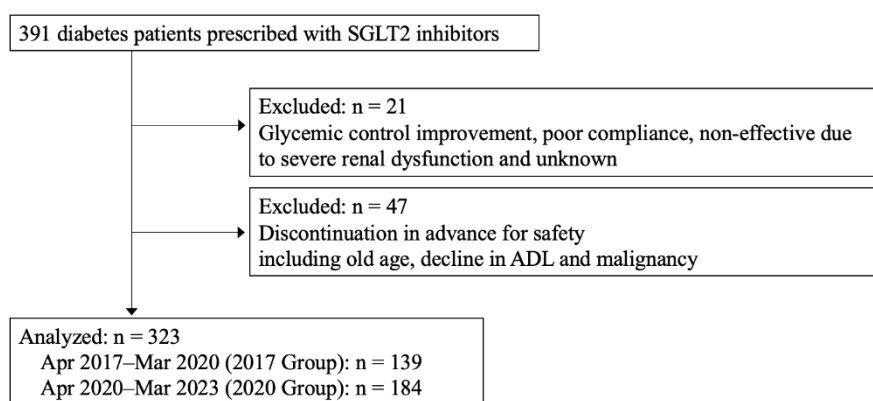 391 diabetes patients prescribed with SGLT2 inhibitors
Excluded: n = 21
Glycemic control improvement, poor compliance, non-effective due
to severe renal dysfunction and unknown
Excluded: n = 47
Discontinuation in advance for safety
including old age, decline in ADL and malignancy
Analyzed: n = 323
Apr 2017–Mar 2020 (2017 Group): n = 139
Apr 2020–Mar 2023 (2020 Group): n = 184